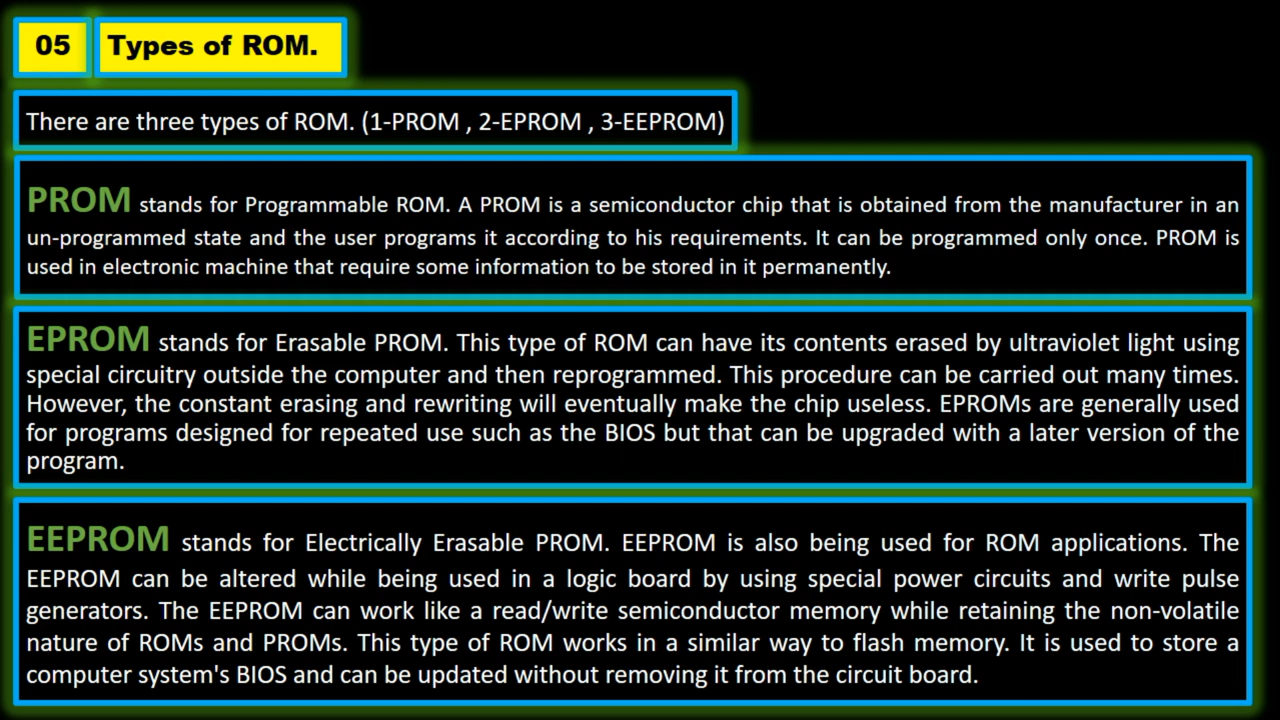 05 Types of ROM.
There are three types of ROM. (1-PROM , 2-EPROM , 3-EEPROM)
PROM stands for Programmable ROM. A PROM is a semiconductor chip that is obtained from the manufacturer in an
un-programmed state and the user programs it according to his requirements. It can be programmed only once. PROM is
used in electronic machine that require some information to be stored in it permanently.
EPROM stands for Erasable PROM. This type of ROM can have its contents erased by ultraviolet light using
special circuitry outside the computer and then reprogrammed. This procedure can be carried out many times.
However, the constant erasing and rewriting will eventually make the chip useless. EPROMs are generally used
for programs designed for repeated use such as the BIOS but that can be upgraded with a later version of the
program.
EEPROM stands for Electrically Erasable PROM. EEPROM is also being used for ROM applications. The
EEPROM can be altered while being used in a logic board by using special power circuits and write pulse
generators. The EEPROM can work like a read/write semiconductor memory while retaining the non-volatile
nature of ROMs and PROMs. This type of ROM works in a similar way to flash memory. It is used to store a
computer system's BIOS and can be updated without removing it from the circuit board.